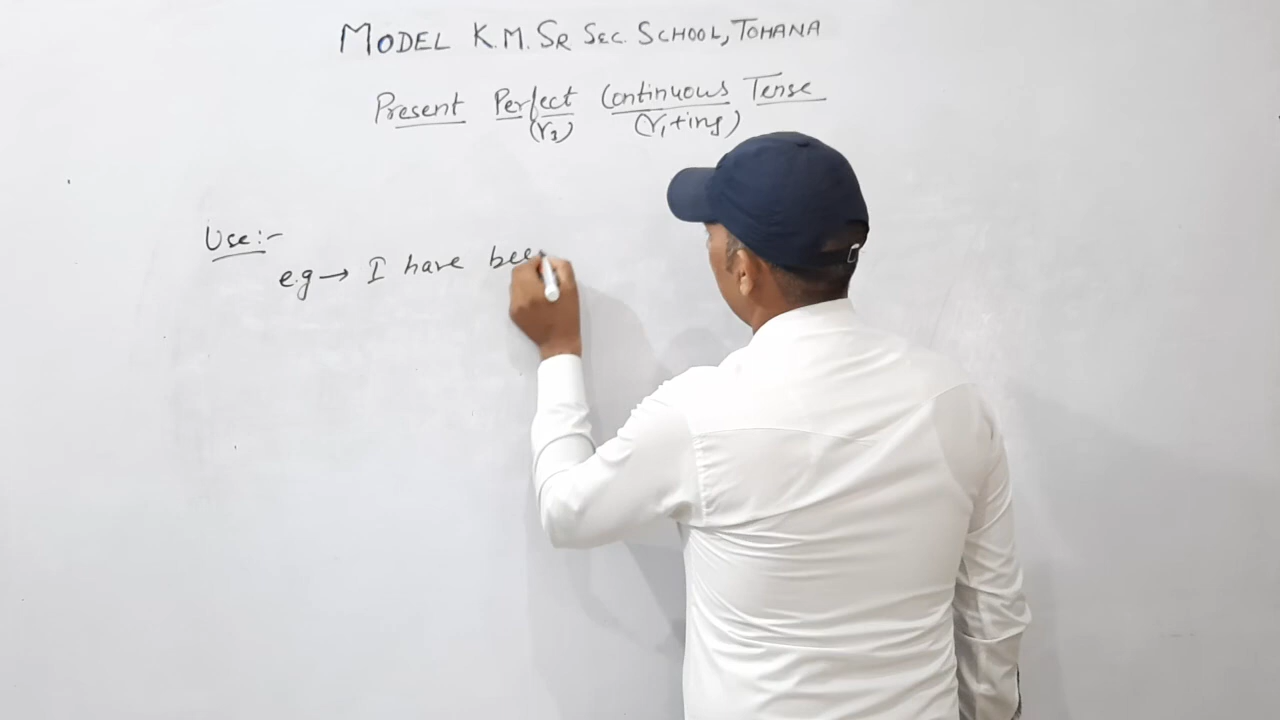 MODEL K.M. SR SEC. SCHOOL, TOHANA
Present Perfect Continuous Tense
(V3) (V1+ing)
Use:-
e.g → I have bee